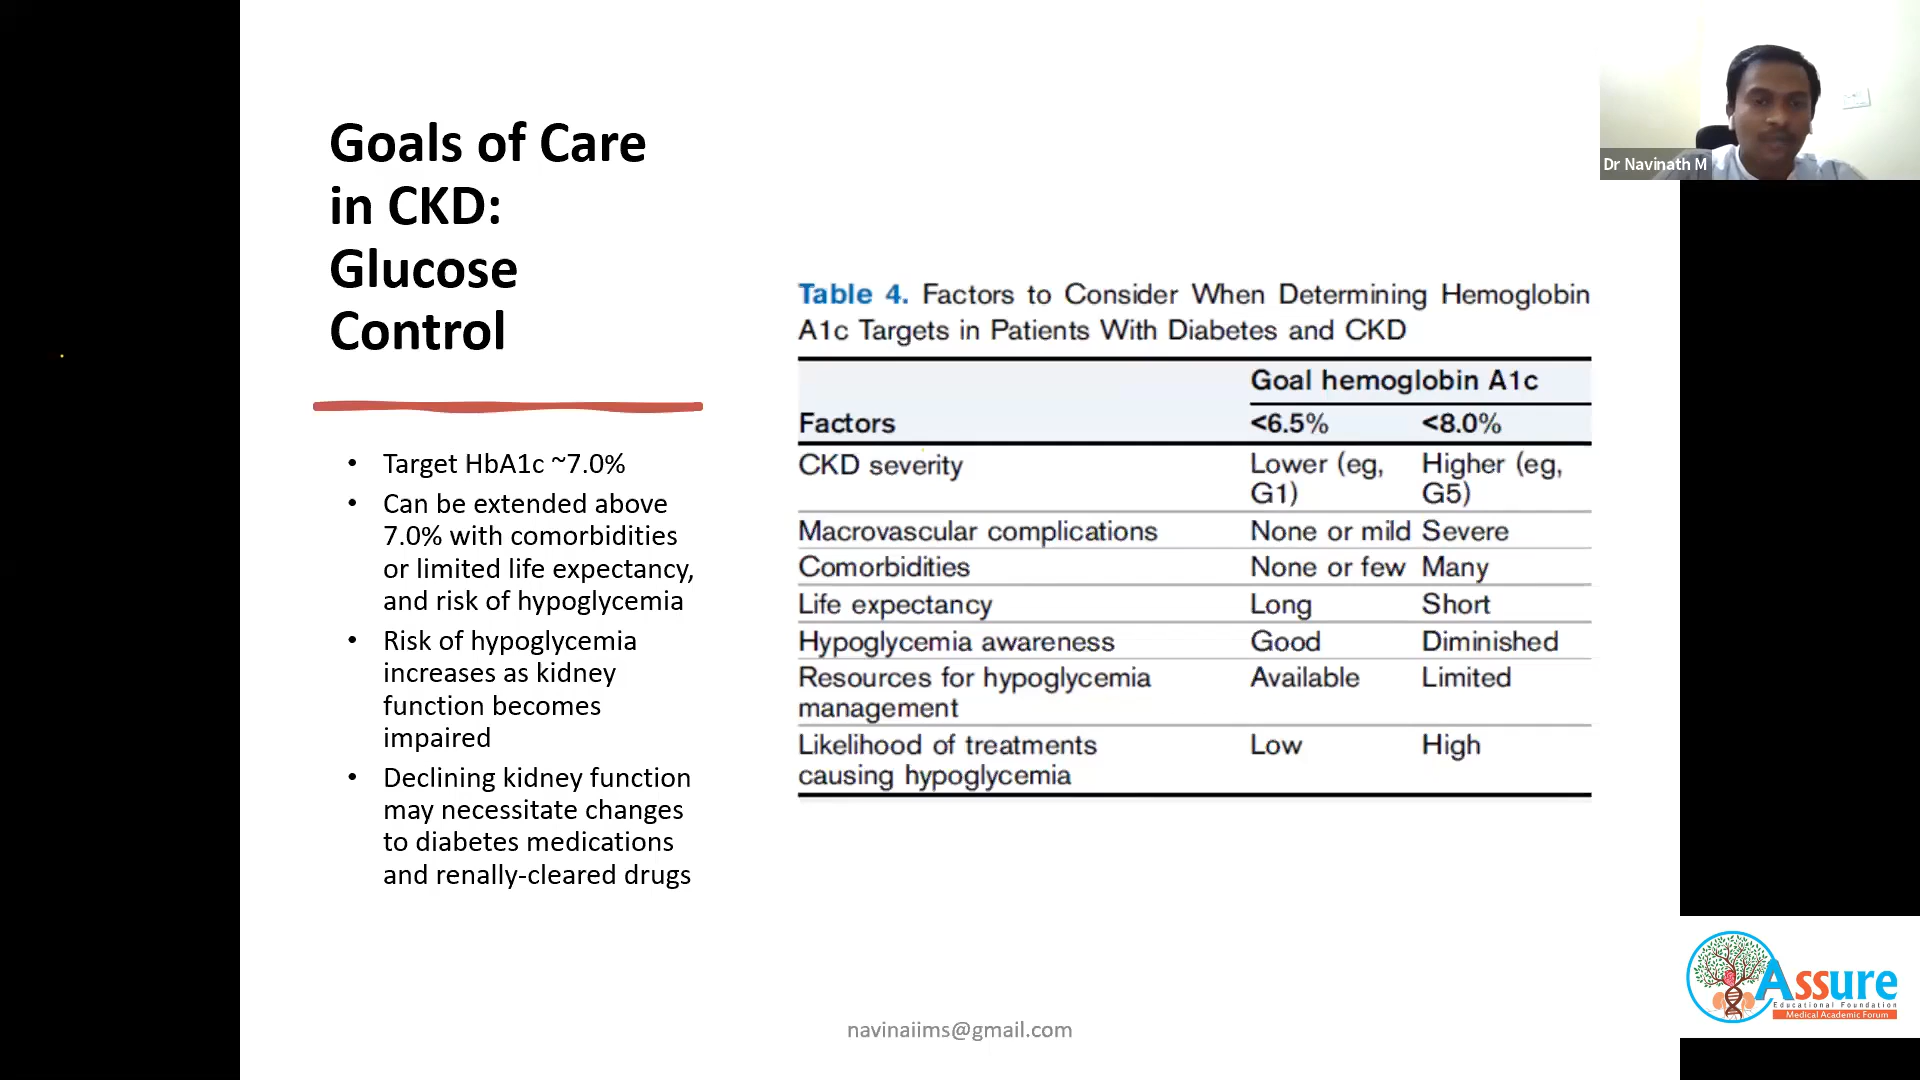 Goals of Care
in CKD:
Glucose
Control
• Target HbA1c ~7.0%
• Can be extended above
7.0% with comorbidities
or limited life expectancy,
and risk of hypoglycemia
• Risk of hypoglycemia
increases as kidney
function becomes
impaired
• Declining kidney function
may necessitate changes
to diabetes medications
and renally-cleared drugs
Table 4. Factors to Consider When Determining Hemoglobin
A1c Targets in Patients With Diabetes and CKD
Goal hemoglobin A1c
Factors <6.5% <8.0%
CKD severity Lower (eg, Higher (eg,
G1) G5)
Macrovascular complications None or mild Severe
Comorbidities None or few Many
Life expectancy Long Short
Hypoglycemia awareness Good Diminished
Resources for hypoglycemia Available Limited
management
Likelihood of treatments Low High
causing hypoglycemia
Dr Navinath M
Assure
Educational Foundation
Medical Academic Forum
navinaiims@gmail.com